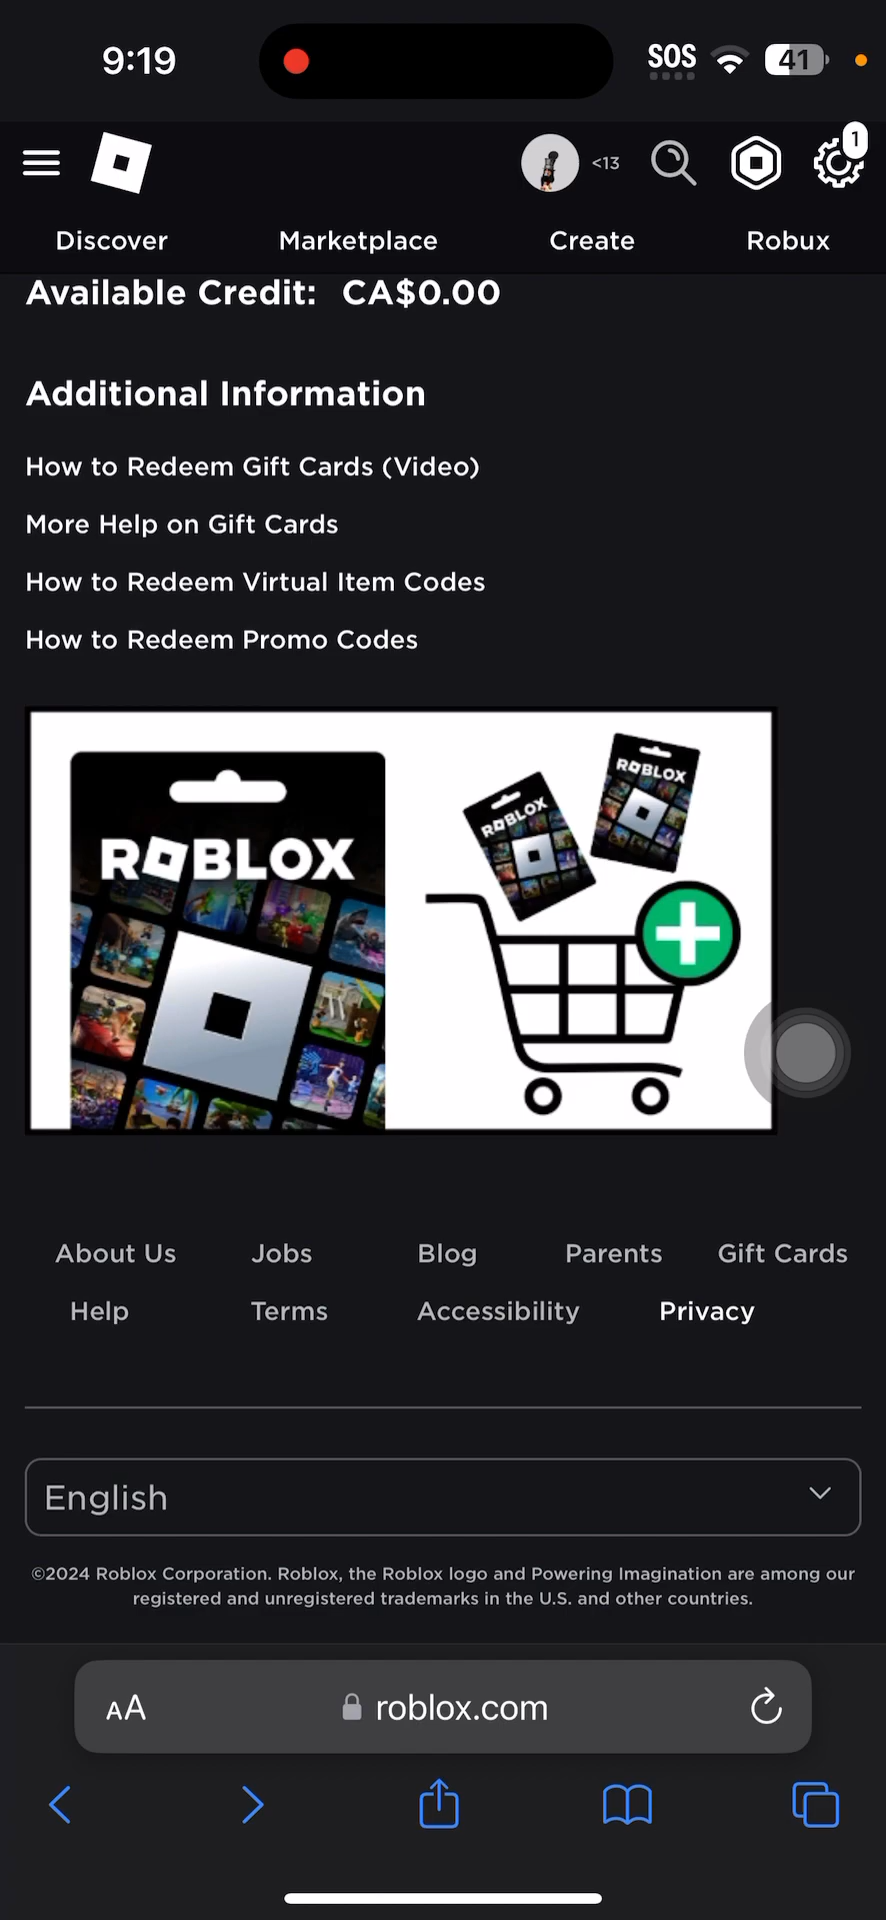 9:19
SOS
41
<13
1
Discover Marketplace Create Robux
Available Credit: CA$0.00
Additional Information
How to Redeem Gift Cards (Video)
More Help on Gift Cards
How to Redeem Virtual Item Codes
How to Redeem Promo Codes
ROBLOX
ROBLOX
ROBLOX
About Us Jobs Blog Parents Gift Cards
Help Terms Accessibility Privacy
English
©2024 Roblox Corporation. Roblox, the Roblox logo and Powering Imagination are among our
registered and unregistered trademarks in the U.S. and other countries.
AA roblox.com